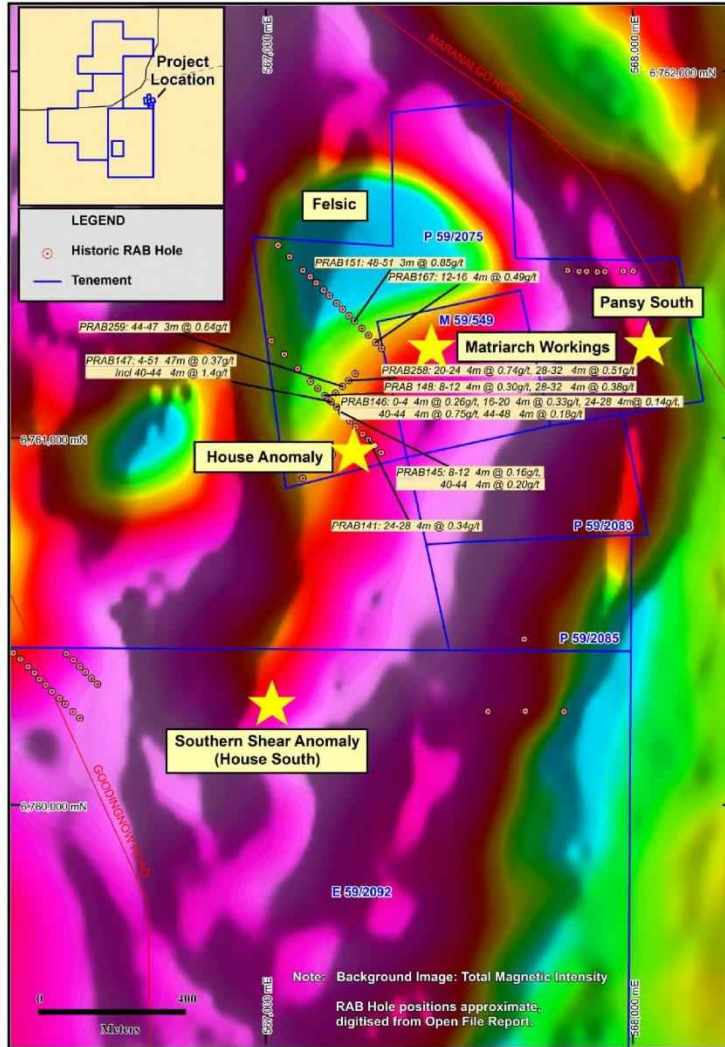 567,000 mE
568,000 mE
MARANALGO ROAD
6,762,000 mN
Project
Location
LEGEND
Historic RAB Hole
Tenement
Felsic
P 59/2075
PRAB151: 48-51 3m @ 0.85g/t
PRAB167: 12-16 4m @ 0.49g/t
Pansy South
M 59/549
PRAB259: 44-47 3m @ 0.64g/t
Matriarch Workings
PRAB147: 4-51 47m @ 0.37g/t
Incl 40-44 4m @ 1.4g/t
PRAB258: 20-24 4m @ 0.74g/t, 28-32 4m @ 0.51g/t
PRAB 148: 8-12 4m @ 0.30g/t, 28-32 4m @ 0.38g/t
PRAB146: 0-4 4m @ 0.26g/t, 16-20 4m @ 0.33g/t, 24-28 4m@ 0.14g/t,
40-44 4m @ 0.75g/t, 44-48 4m @ 0.18g/t
6,761,000 mN
House Anomaly
PRAB145: 8-12 4m @ 0.16g/t,
40-44 4m @ 0.20g/t
PRAB141: 24-28 4m @ 0.34g/t
P 59/2083
P 59/2085
Southern Shear Anomaly
(House South)
6,760,000 mN
GOODINGNOW ROAD
E 59/2092
Note: Background Image: Total Magnetic Intensity
RAB Hole positions approximate,
digitised from Open File Report.
0 400
Meters
567,000 mE
568,000 mE